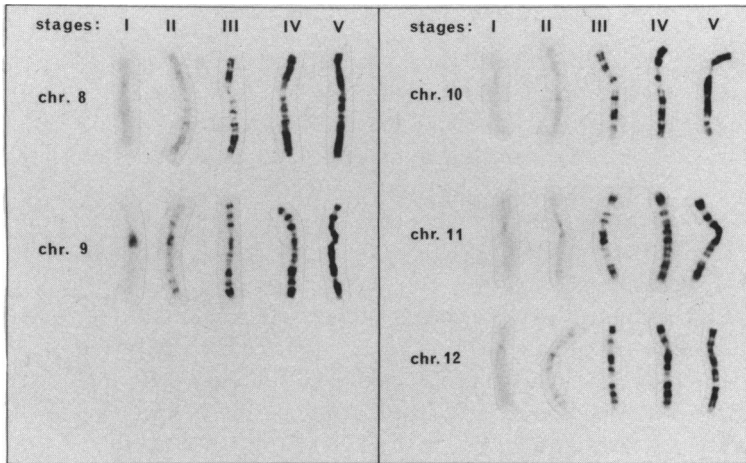 stages: I II III IV V
chr. 8
chr. 9
stages: I II III IV V
chr. 10
chr. 11
chr. 12